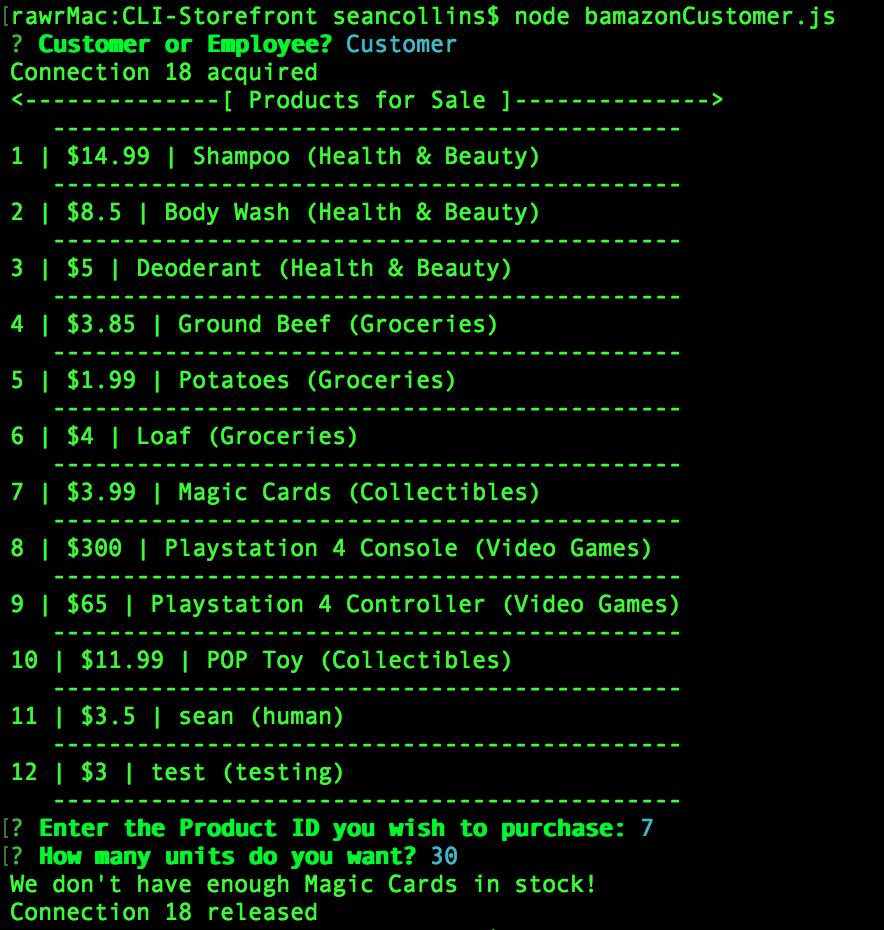 [rawrMac:CLI-Storefront seancollins$ node bamazonCustomer.js
? Customer or Employee? Customer
Connection 18 acquired
<--------------[ Products for Sale ]-------------->
---------------------------------------------
1 | $14.99 | Shampoo (Health & Beauty)
---------------------------------------------
2 | $8.5 | Body Wash (Health & Beauty)
---------------------------------------------
3 | $5 | Deoderant (Health & Beauty)
---------------------------------------------
4 | $3.85 | Ground Beef (Groceries)
---------------------------------------------
5 | $1.99 | Potatoes (Groceries)
---------------------------------------------
6 | $4 | Loaf (Groceries)
---------------------------------------------
7 | $3.99 | Magic Cards (Collectibles)
---------------------------------------------
8 | $300 | Playstation 4 Console (Video Games)
---------------------------------------------
9 | $65 | Playstation 4 Controller (Video Games)
---------------------------------------------
10 | $11.99 | POP Toy (Collectibles)
---------------------------------------------
11 | $3.5 | sean (human)
---------------------------------------------
12 | $3 | test (testing)
---------------------------------------------
[? Enter the Product ID you wish to purchase: 7
[? How many units do you want? 30
We don't have enough Magic Cards in stock!
Connection 18 released